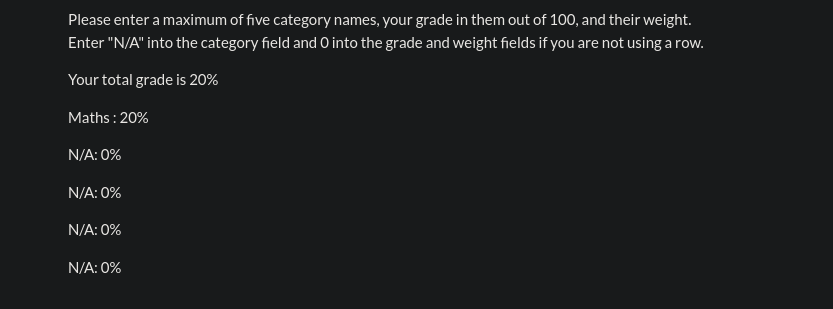 Please enter a maximum of five category names, your grade in them out of 100, and their weight.
Enter "N/A" into the category field and 0 into the grade and weight fields if you are not using a row.
Your total grade is 20%
Maths : 20%
N/A: 0%
N/A: 0%
N/A: 0%
N/A: 0%